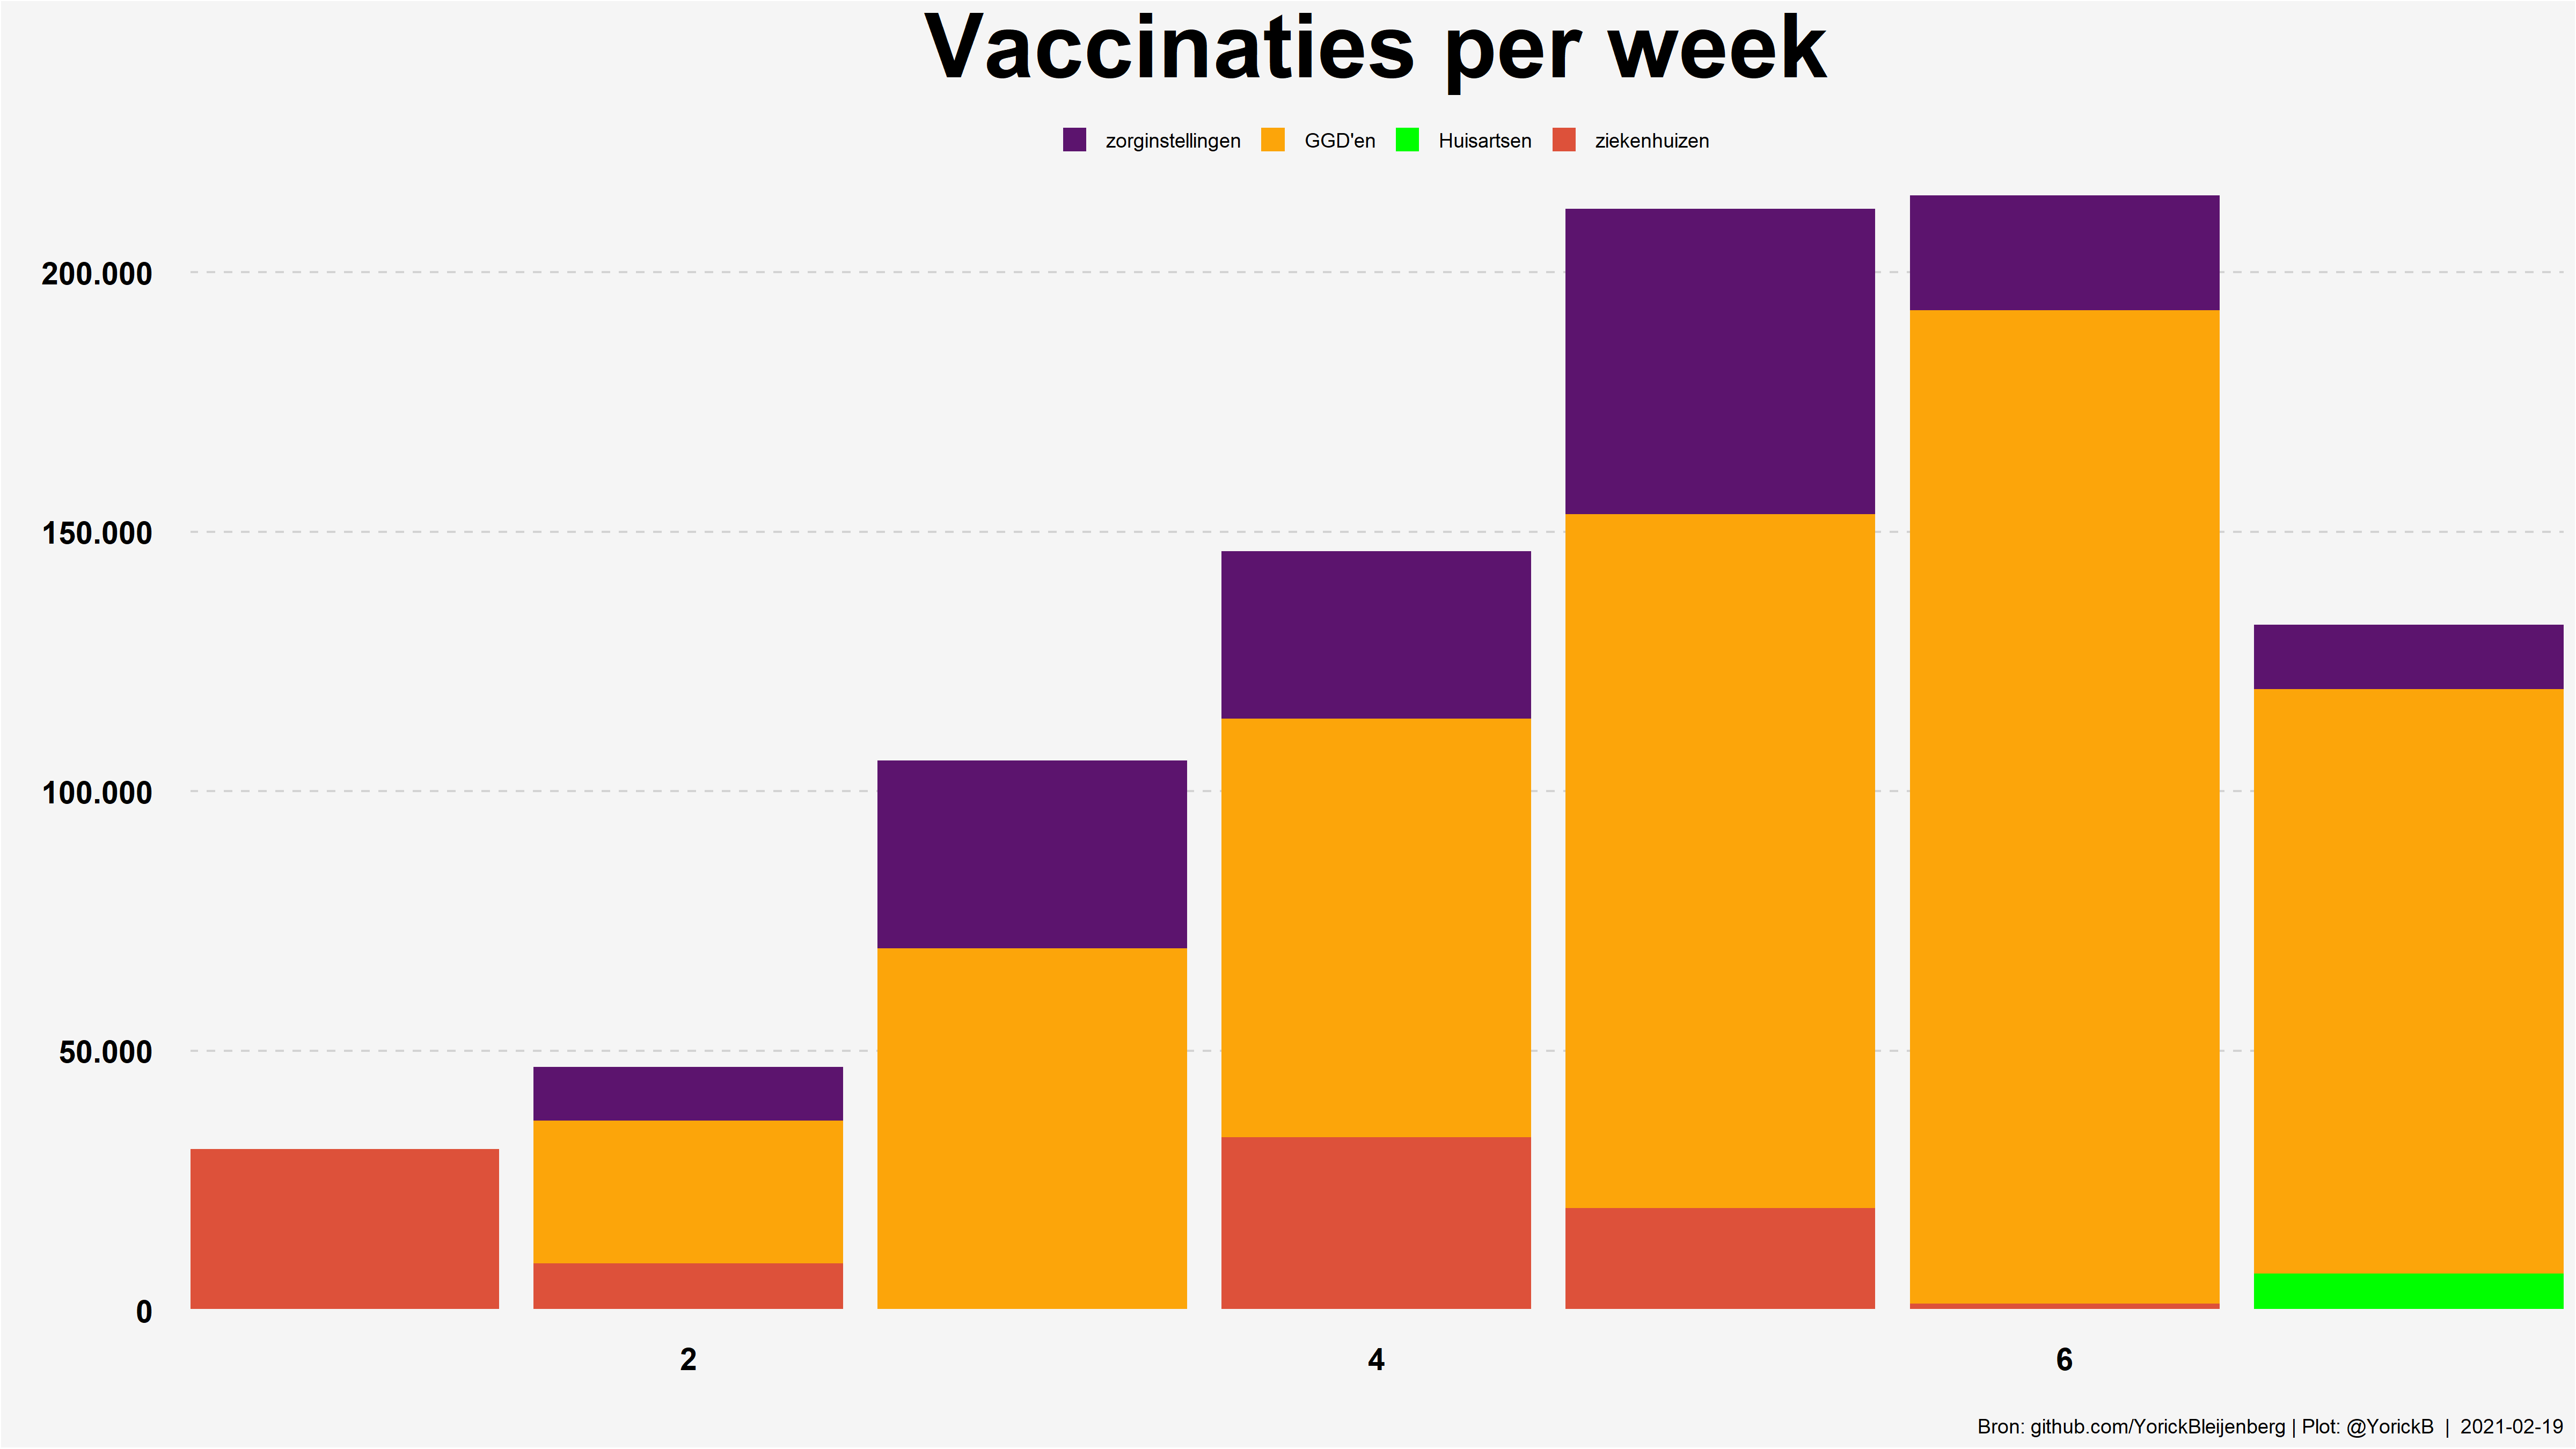 Vaccinaties per week
zorginstellingen GGD'en Huisartsen ziekenhuizen
200.000
150.000
100.000
50.000
0
2 4 6
Bron: github.com/YorickBleijenberg | Plot: @YorickB | 2021-02-19